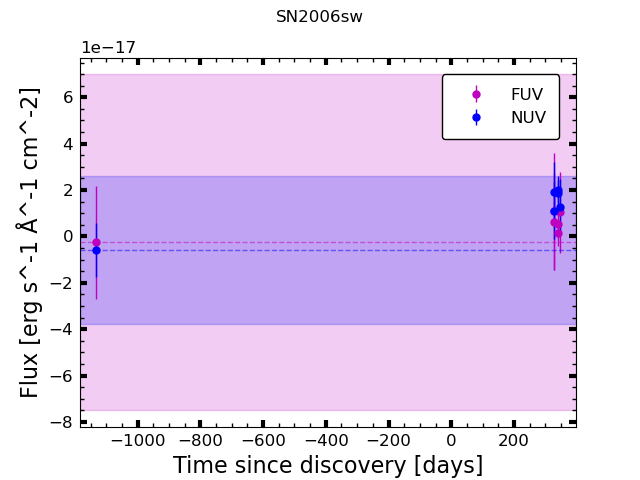 SN2006sw
1e−17
FUV
NUV
6
4
2
0
−2
−4
−6
−8
Flux [erg s^-1 Å^-1 cm^-2]
−1000 −800 −600 −400 −200 0 200
Time since discovery [days]